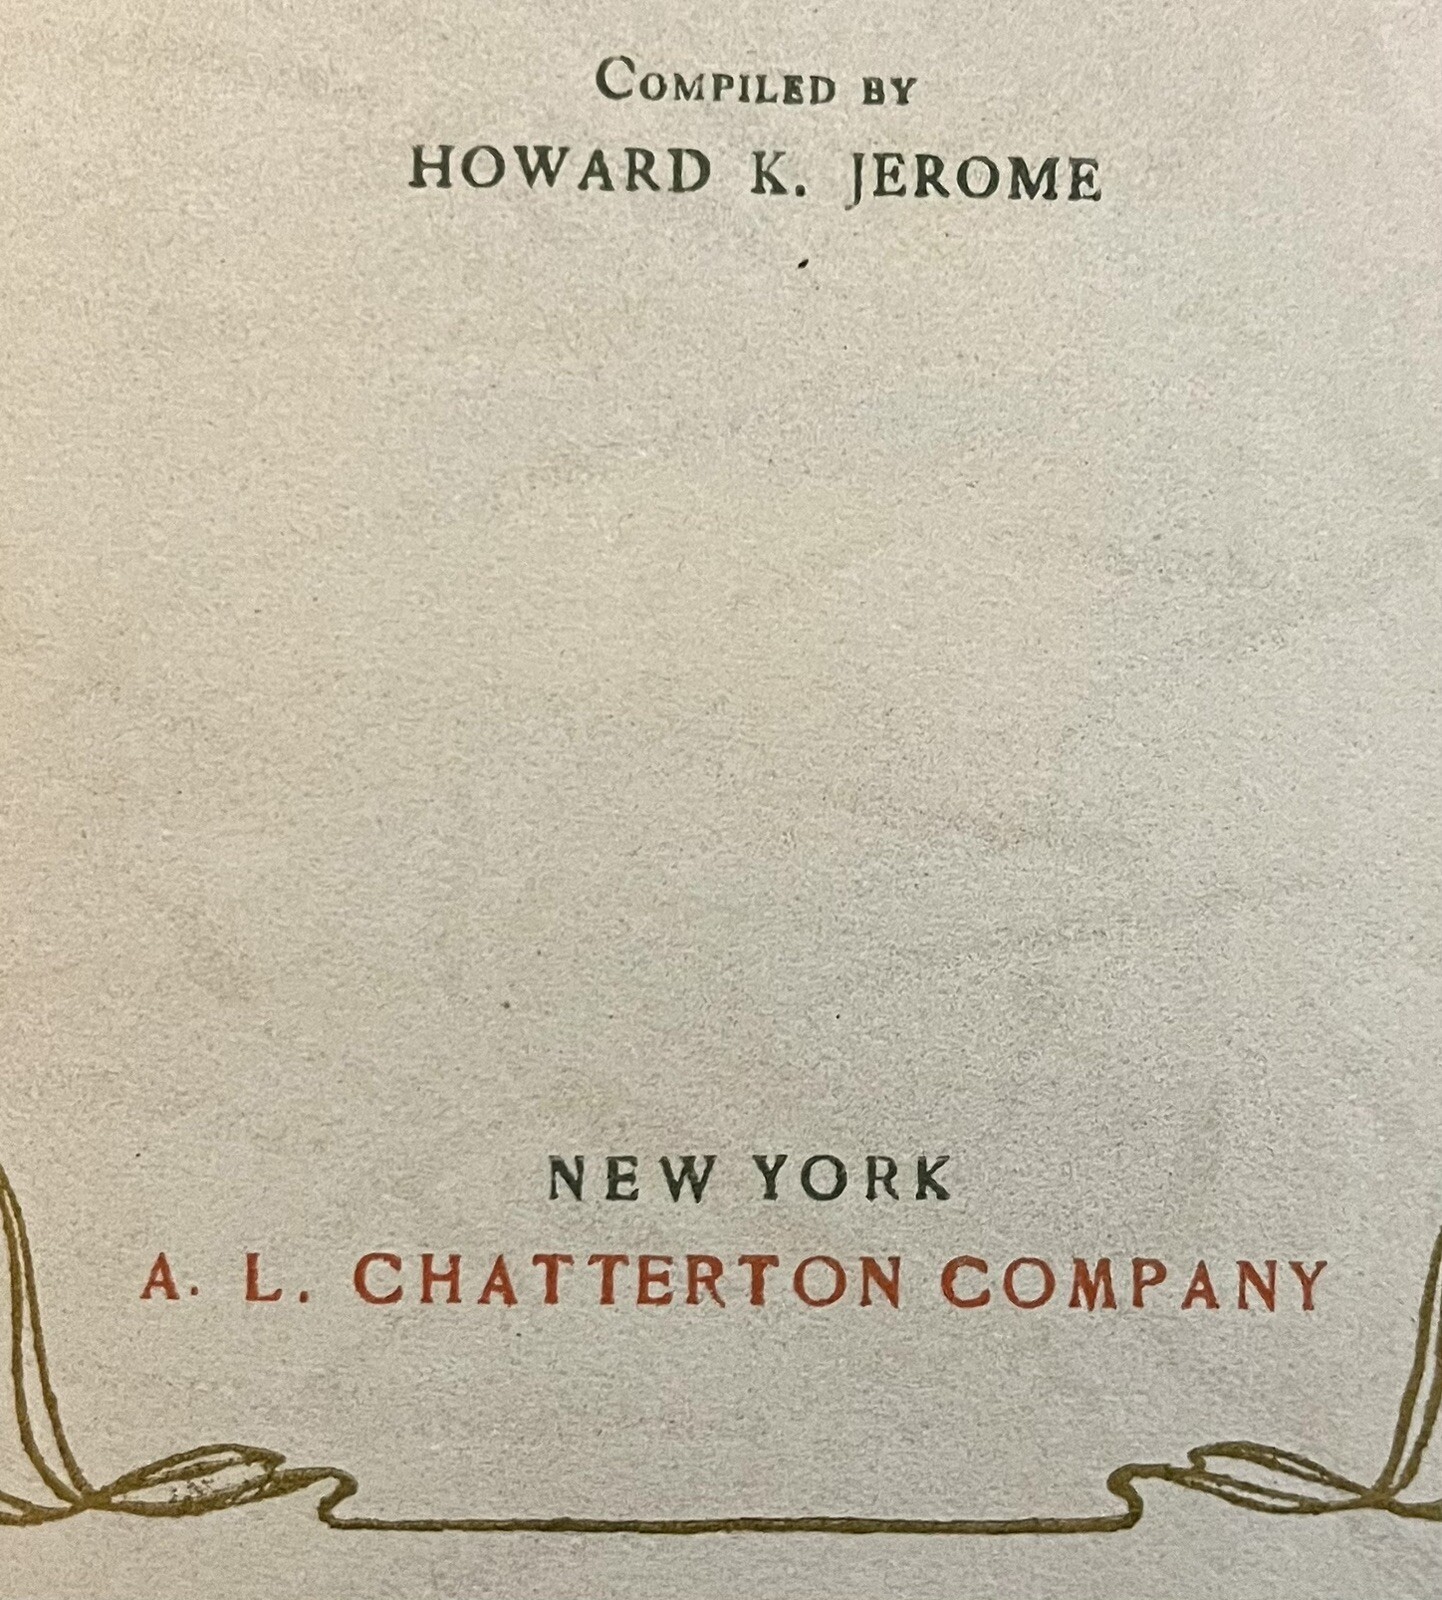 COMPILED BY
HOWARD K. JEROME
NEW YORK
A. L. CHATTERTON COMPANY